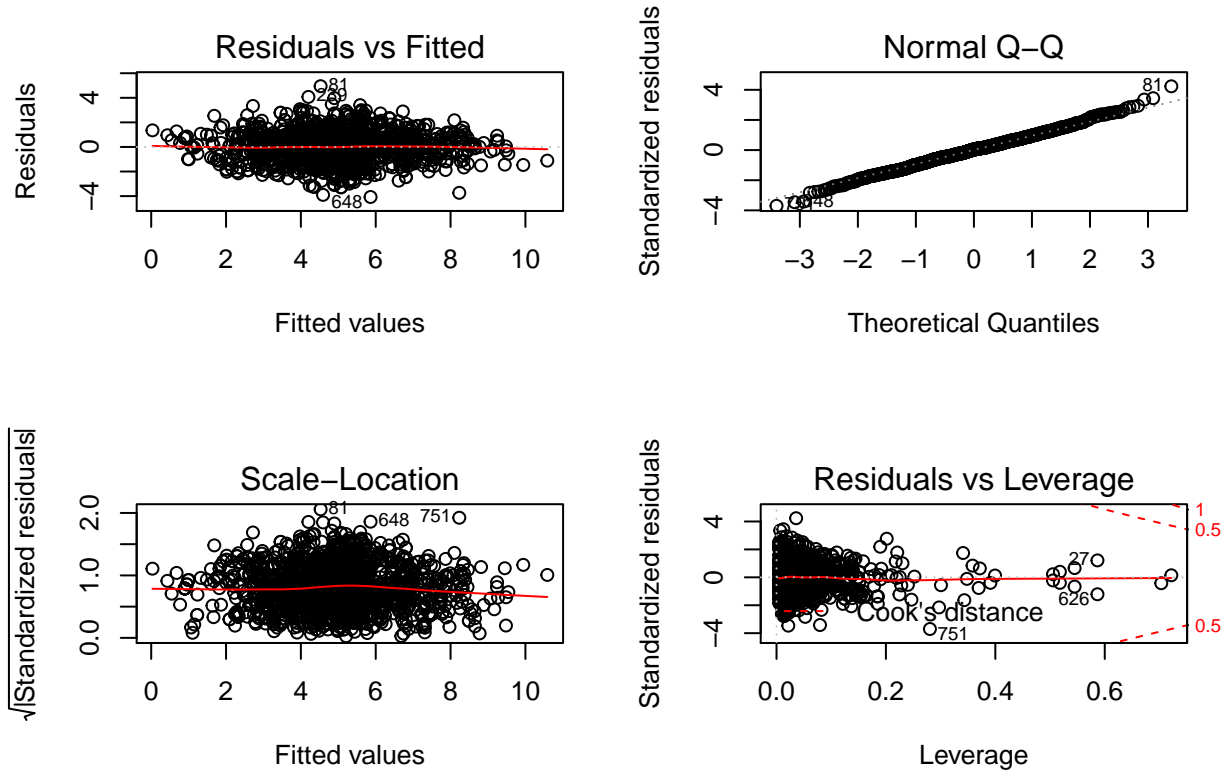 Residuals vs Fitted
Residuals
4
0
−4
81
289
648
0 2 4 6 8 10
Fitted values
Normal Q−Q
Standardized residuals
4
0
−4
81
−3 −2 −1 0 1 2 3
Theoretical Quantiles
Scale−Location
√|Standardized residuals|
2.0
1.0
0.0
81
648
751
0 2 4 6 8 10
Fitted values
Residuals vs Leverage
Standardized residuals
4
0
−4
1
0.5
27
626
Cook's distance
0.5
751
0.0 0.2 0.4 0.6
Leverage